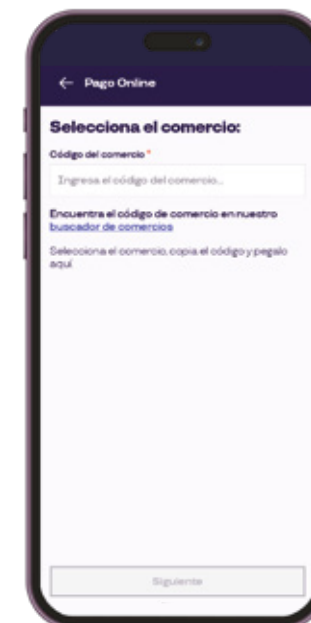 Pago Online
Selecciona el comercio:
Código del comercio *
Ingresa el código del comercio...
Encuentra el código de comercio en nuestro
buscador de comercios
Selecciona el comercio, copia el código y pegalo
aquí
Siguiente